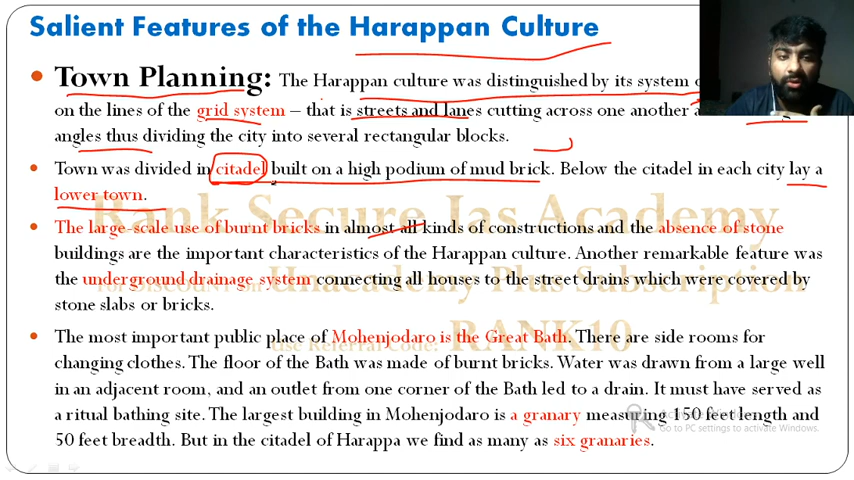 Salient Features of the Harappan Culture
• Town Planning: The Harappan culture was distinguished by its system
on the lines of the grid system – that is streets and lanes cutting across one another
angles thus dividing the city into several rectangular blocks.
• Town was divided in citadel built on a high podium of mud brick. Below the citadel in each city lay a
lower town.
Rank Secure Ias Academy
• The large-scale use of burnt bricks in almost all kinds of constructions and the absence of stone
buildings are the important characteristics of the Harappan culture. Another remarkable feature was
the underground drainage system connecting all houses to the street drains which were covered by
for DISCOUNT on Unacademy Plus Subscription
stone slabs or bricks.
• The most important public place of Mohenjodaro is the Great Bath. There are side rooms for
Use Referral Code: RANK10
changing clothes. The floor of the Bath was made of burnt bricks. Water was drawn from a large well
in an adjacent room, and an outlet from one corner of the Bath led to a drain. It must have served as
a ritual bathing site. The largest building in Mohenjodaro is a granary measuring 150 feet length and
Go to PC settings to activate Windows.
50 feet breadth. But in the citadel of Harappa we find as many as six granaries.